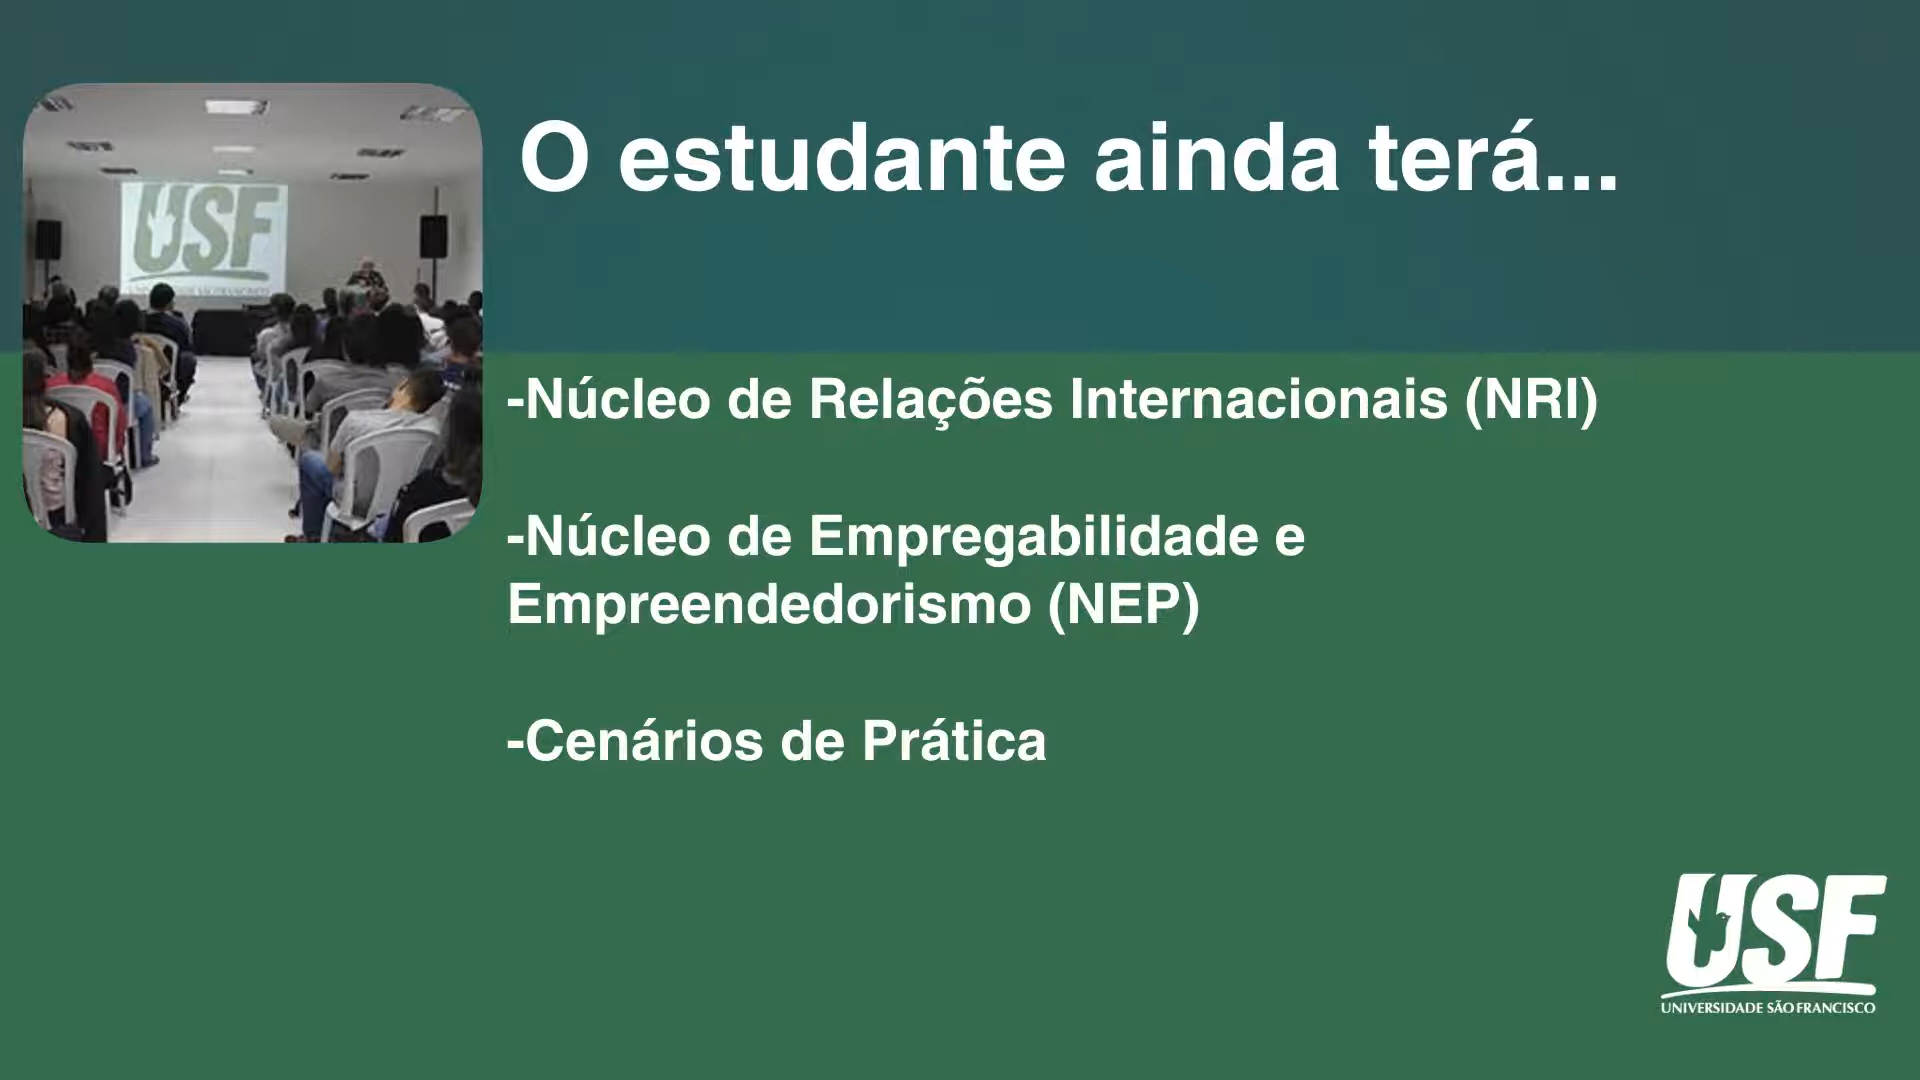 O estudante ainda terá...
USF
-Núcleo de Relações Internacionais (NRI)
-Núcleo de Empregabilidade e
Empreendedorismo (NEP)
-Cenários de Prática
USF
UNIVERSIDADE SÃO FRANCISCO